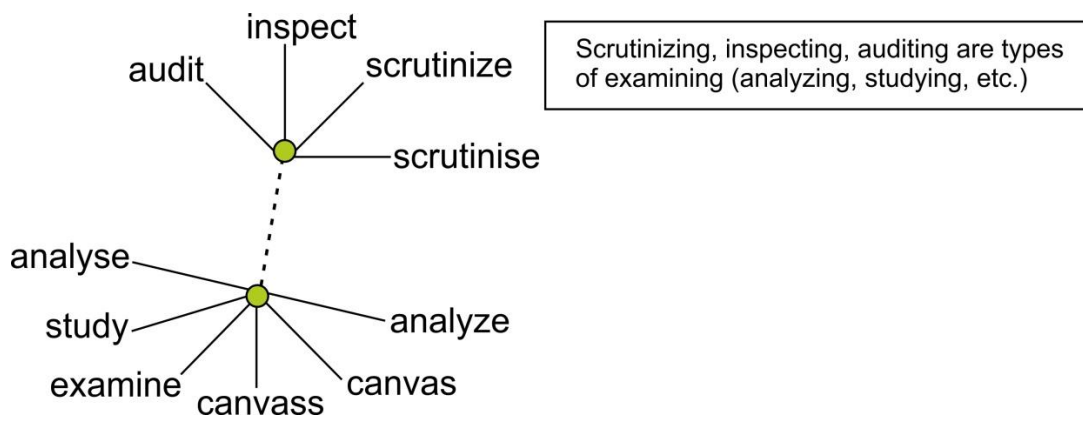 inspect
audit
scrutinize
scrutinise
Scrutinizing, inspecting, auditing are types
of examining (analyzing, studying, etc.)
analyse
study
analyze
examine
canvas
canvass